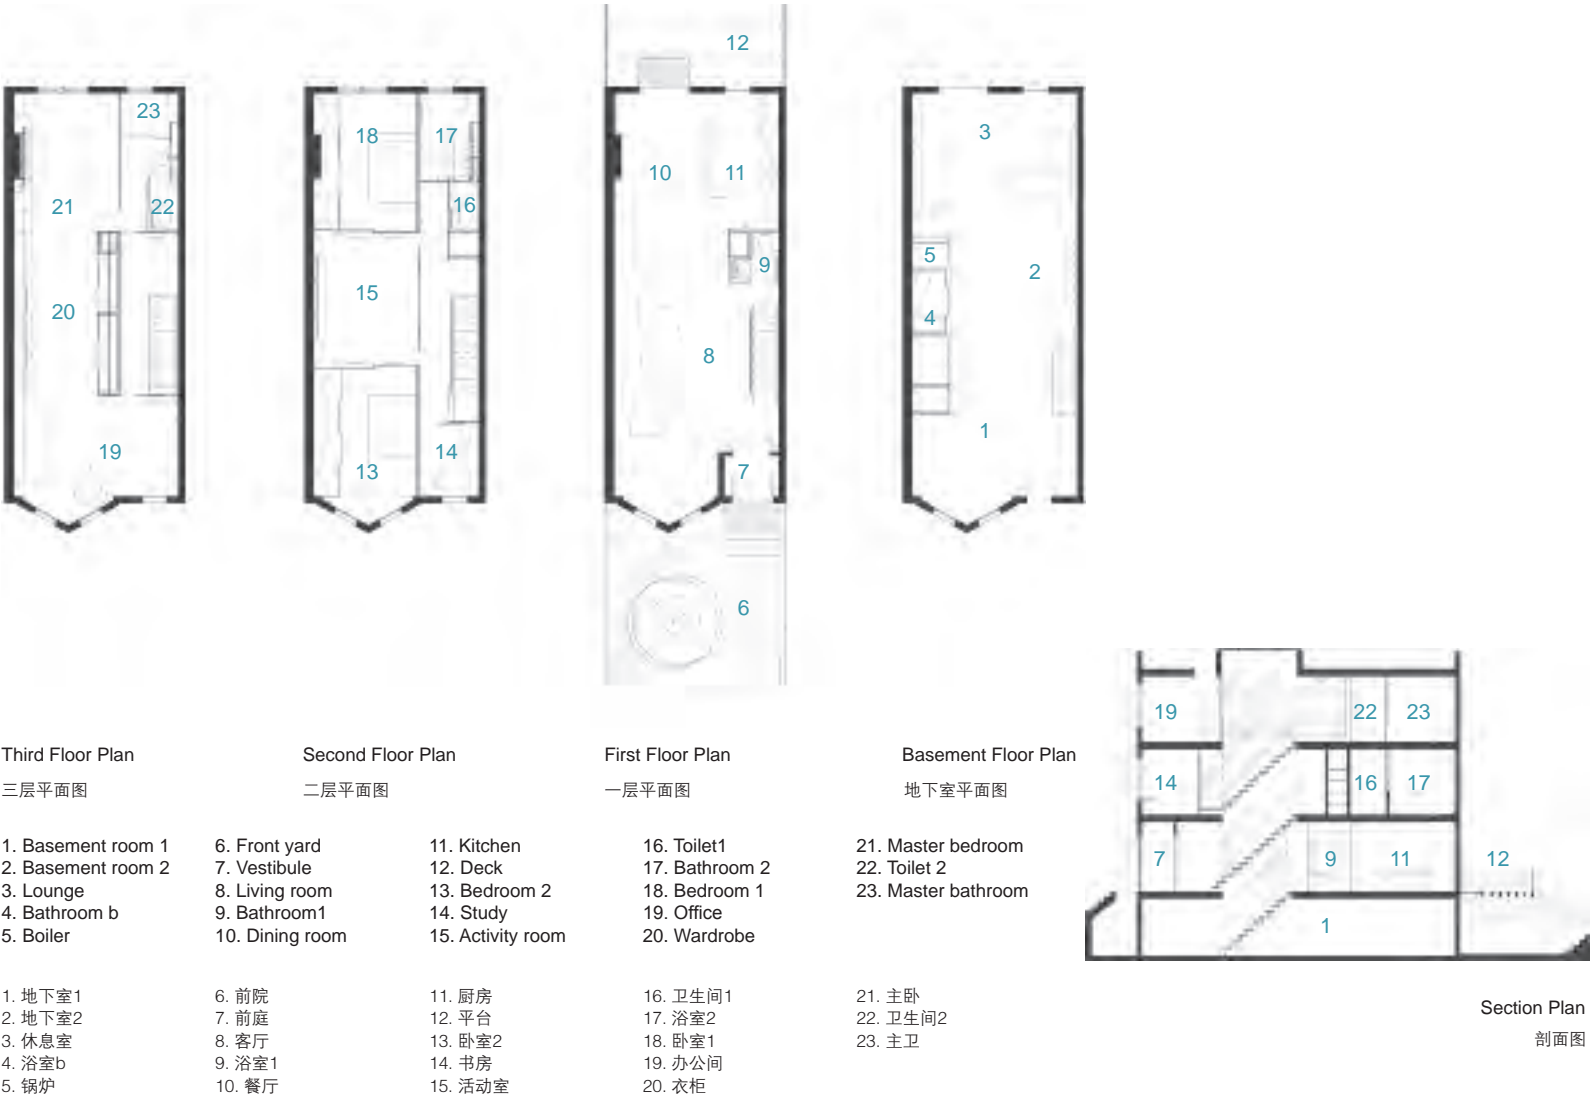 12
23
18
17
3
10
11
21
22
16
5
9
2
20
15
4
8
1
19
14
13
7
6
19
22
23
14
16
17
7
9
11
12
1
Third Floor Plan
三层平面图
Second Floor Plan
二层平面图
First Floor Plan
一层平面图
Basement Floor Plan
地下室平面图
1. Basement room 1
2. Basement room 2
3. Lounge
4. Bathroom b
5. Boiler
6. Front yard
7. Vestibule
8. Living room
9. Bathroom1
10. Dining room
11. Kitchen
12. Deck
13. Bedroom 2
14. Study
15. Activity room
16. Toilet1
17. Bathroom 2
18. Bedroom 1
19. Office
20. Wardrobe
21. Master bedroom
22. Toilet 2
23. Master bathroom
1. 地下室1
2. 地下室2
3. 休息室
4. 浴室b
5. 锅炉
6. 前院
7. 前庭
8. 客厅
9. 浴室1
10. 餐厅
11. 厨房
12. 平台
13. 卧室2
14. 书房
15. 活动室
16. 卫生间1
17. 浴室2
18. 卧室1
19. 办公间
20. 衣柜
21. 主卧
22. 卫生间2
23. 主卫
Section Plan
剖面图